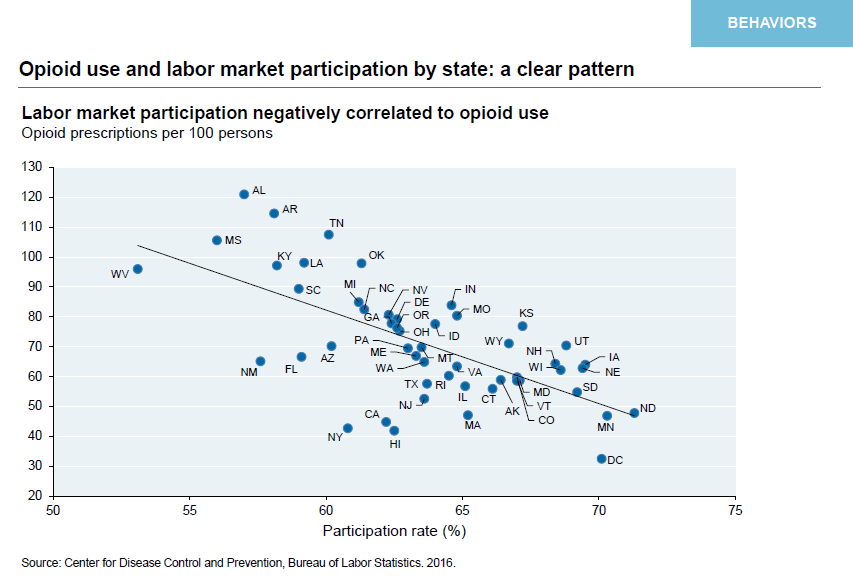 BEHAVIORS
Opioid use and labor market participation by state: a clear pattern
Labor market participation negatively correlated to opioid use
Opioid prescriptions per 100 persons
130
120
110
100
90
80
70
60
50
40
30
20
AL
AR
TN
MS
KY
LA
OK
WV
SC
MI
NC
NV
IN
DE
MO
GA
OR
KS
OH
ID
PA
WY
UT
ME
MT
NH
IA
AZ
NM
FL
WA
VA
WI
NE
TX
RI
IL
CT
MD
SD
NJ
AK
VT
ND
CA
MA
CO
MN
NY
HI
DC
50
55
60
65
70
75
Participation rate (%)
Source: Center for Disease Control and Prevention, Bureau of Labor Statistics. 2016.